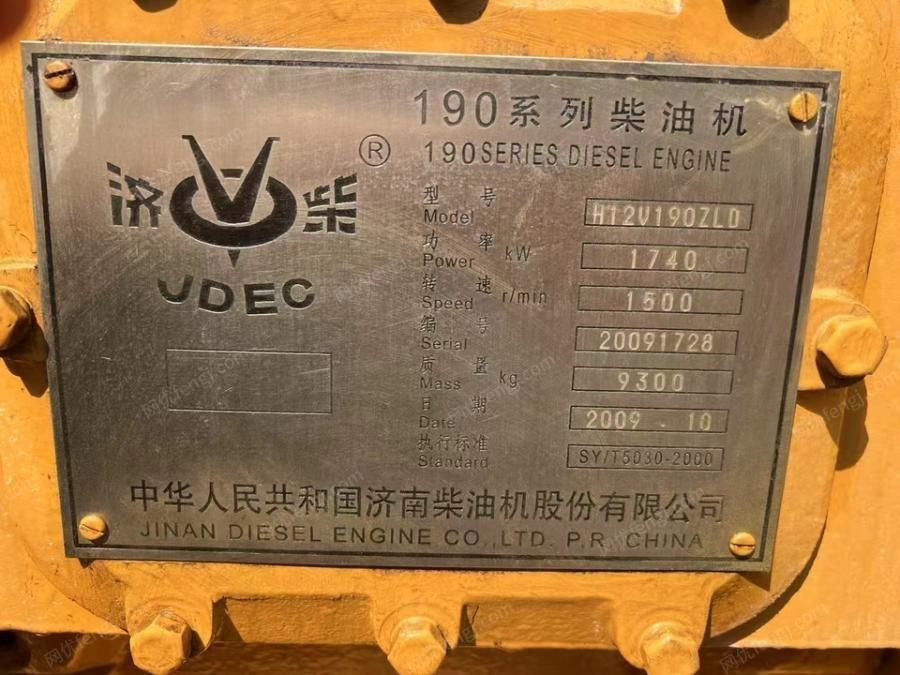 190系列柴油机
190SERIES DIESEL ENGINE
济柴
®
JDEC
型号
Model H12V190ZLD
功率
Power kW 1740
转速
Speed r/min 1500
编号
Serial 20091728
质量
Mass kg 9300
日期
Date 2009 . 10
执行标准
Standard SY/T5030-2000
中华人民共和国济南柴油机股份有限公司
JINAN DIESEL ENGINE CO.,LTD. P.R. CHINA